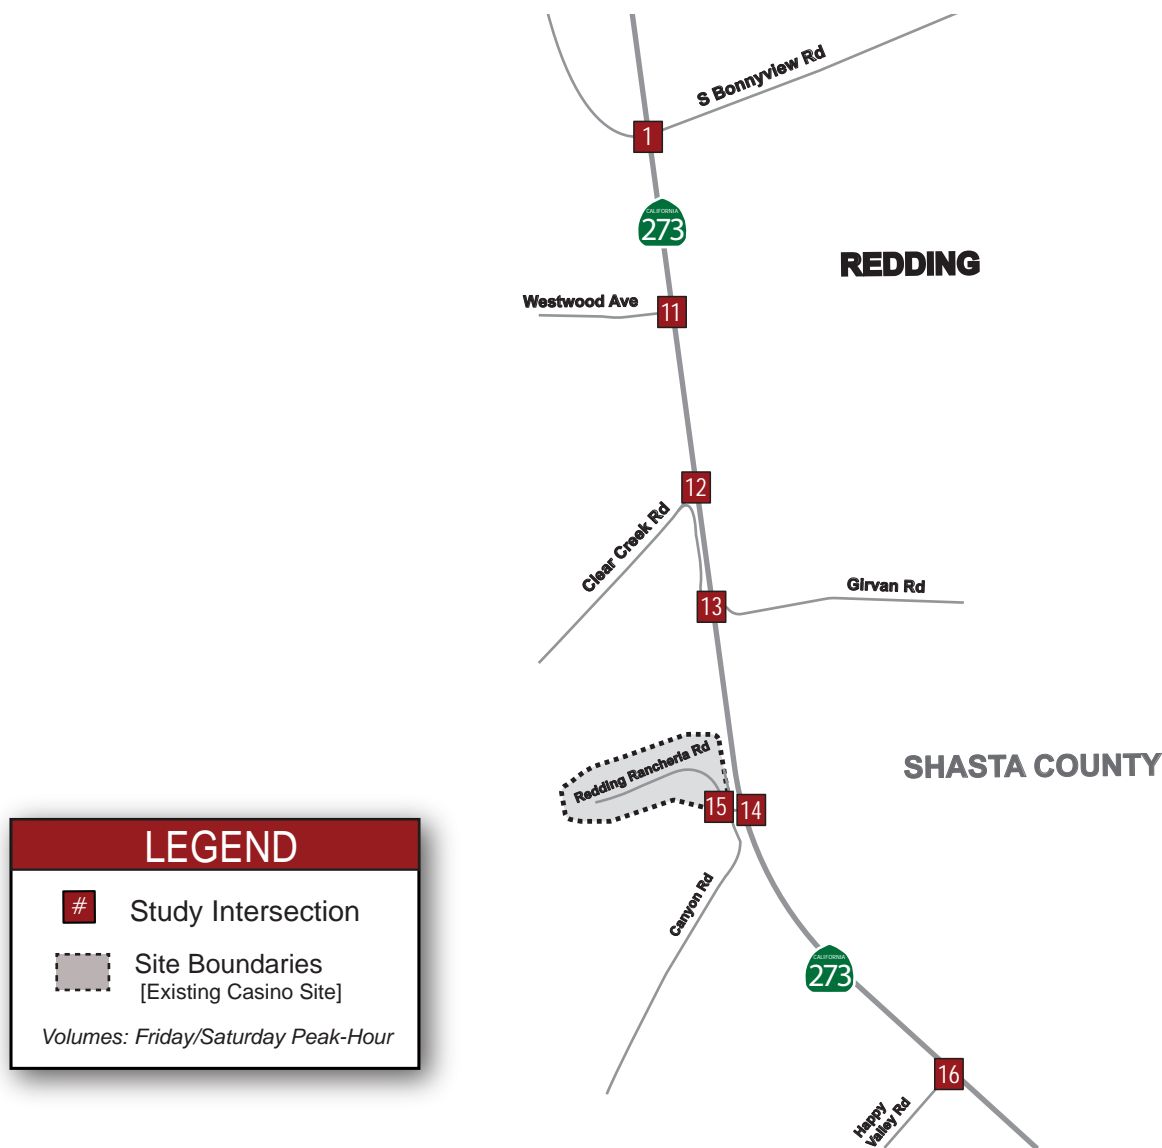 S Bonnyview Rd
1
CALIFORNIA
273
REDDING
Westwood Ave
11
12
Clear Creek Rd
13
Girvan Rd
Redding Rancheria Rd
SHASTA COUNTY
15
14
Canyon Rd
CALIFORNIA
273
16
Happy
Valley Rd
LEGEND
# Study Intersection
Site Boundaries
[Existing Casino Site]
Volumes: Friday/Saturday Peak-Hour